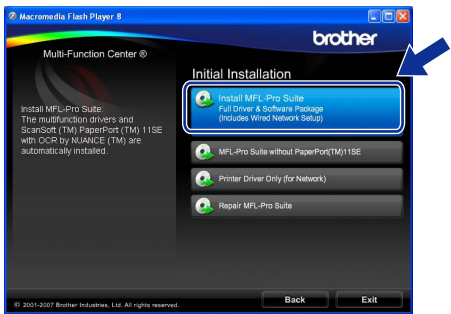 Macromedia Flash Player 8
brother
Multi-Function Center ®
Initial Installation
Install MFL-Pro Suite:
The multifunction drivers and
ScanSoft (TM) PaperPort (TM) 11SE
with OCR by NUANCE (TM) are
automatically installed.
Install MFL-Pro Suite
Full Driver & Software Package
(Includes Wired Network Setup)
MFL-Pro Suite without PaperPort(TM)11SE
Printer Driver Only (for Network)
Repair MFL-Pro Suite
© 2001-2007 Brother Industries, Ltd. All rights reserved.
Back
Exit